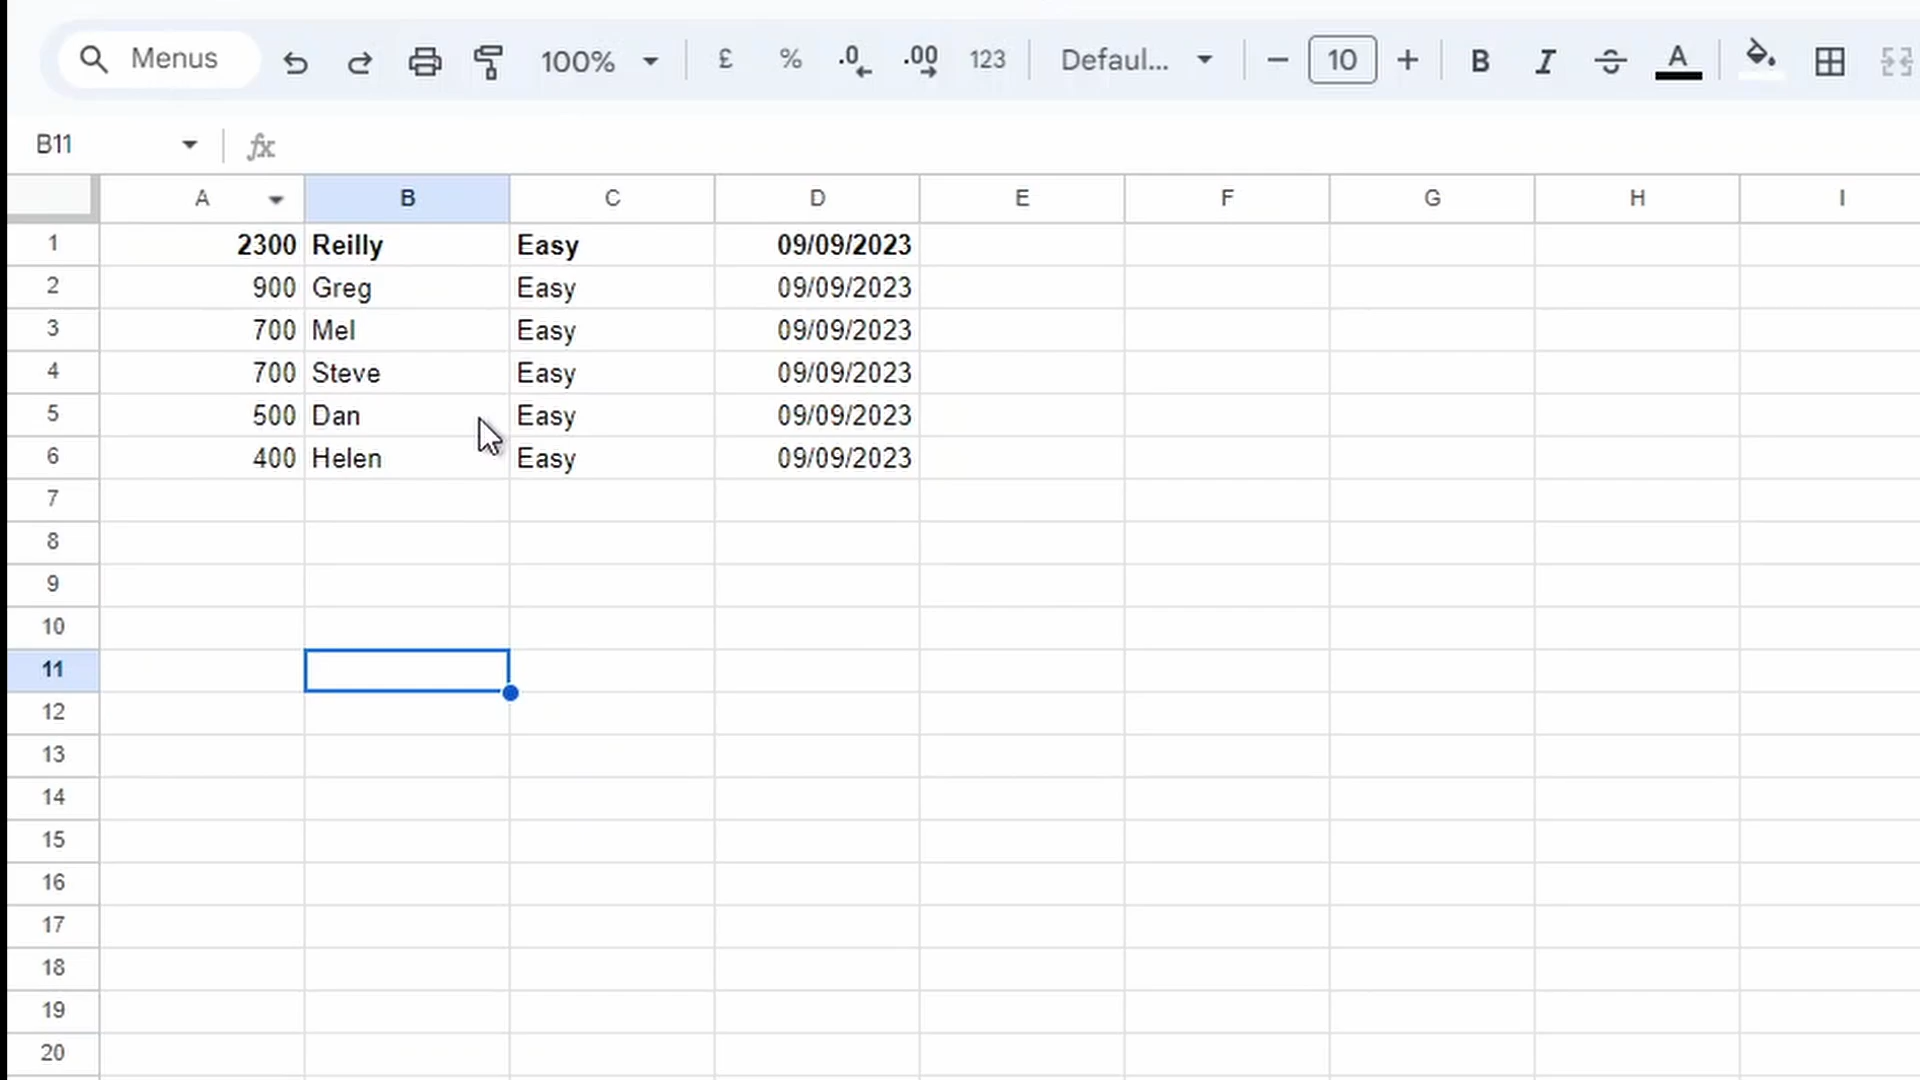 Menus 100% £ % .0 .00 123 Defaul... 10 B I S A
B11 fx
A B C D E F G H I
1 2300 Reilly Easy 09/09/2023
2 900 Greg Easy 09/09/2023
3 700 Mel Easy 09/09/2023
4 700 Steve Easy 09/09/2023
5 500 Dan Easy 09/09/2023
6 400 Helen Easy 09/09/2023
7
8
9
10
11
12
13
14
15
16
17
18
19
20